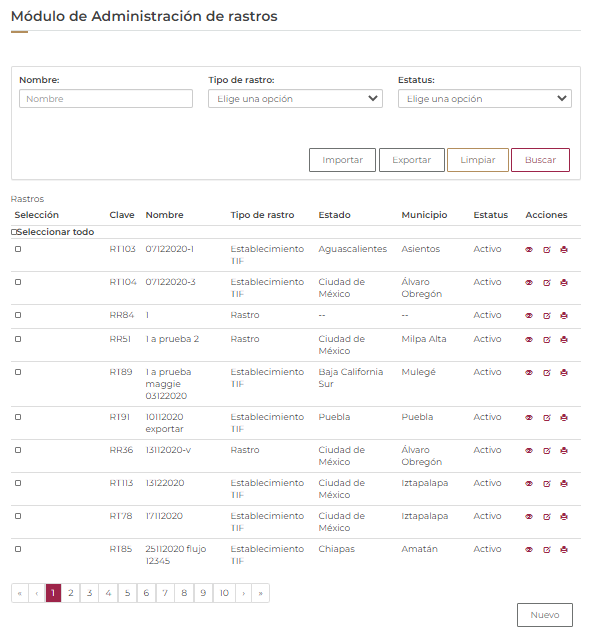 Módulo de Administración de rastros
Nombre: Tipo de rastro: Estatus:
Nombre Elige una opción Elige una opción
Importar Exportar Limpiar Buscar
Rastros
Selección Clave Nombre Tipo de rastro Estado Municipio Estatus Acciones
Seleccionar todo
RT103 07122020-1 Establecimiento TIF Aguascalientes Asientos Activo
RT104 07122020-3 Establecimiento TIF Ciudad de México Álvaro Obregón Activo
RR84 1 Rastro -- -- Activo
RR51 1 a prueba 2 Rastro Ciudad de México Milpa Alta Activo
RT89 1 a prueba maggie 03122020 Establecimiento TIF Baja California Sur Mulegé Activo
RT91 10112020 exportar Establecimiento TIF Puebla Puebla Activo
RR36 13112020-v Rastro Ciudad de México Álvaro Obregón Activo
RT113 13122020 Establecimiento TIF Ciudad de México Iztapalapa Activo
RT78 17112020 Establecimiento TIF Ciudad de México Iztapalapa Activo
RT85 25112020 flujo 12345 Establecimiento TIF Chiapas Amatán Activo
« ‹ 1 2 3 4 5 6 7 8 9 10 › »
Nuevo